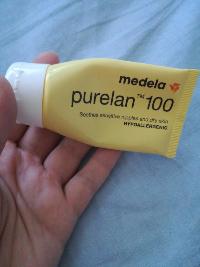 medela
purelan™100
Soothes sensitive nipples and dry skin
HYPOALLERGENIC